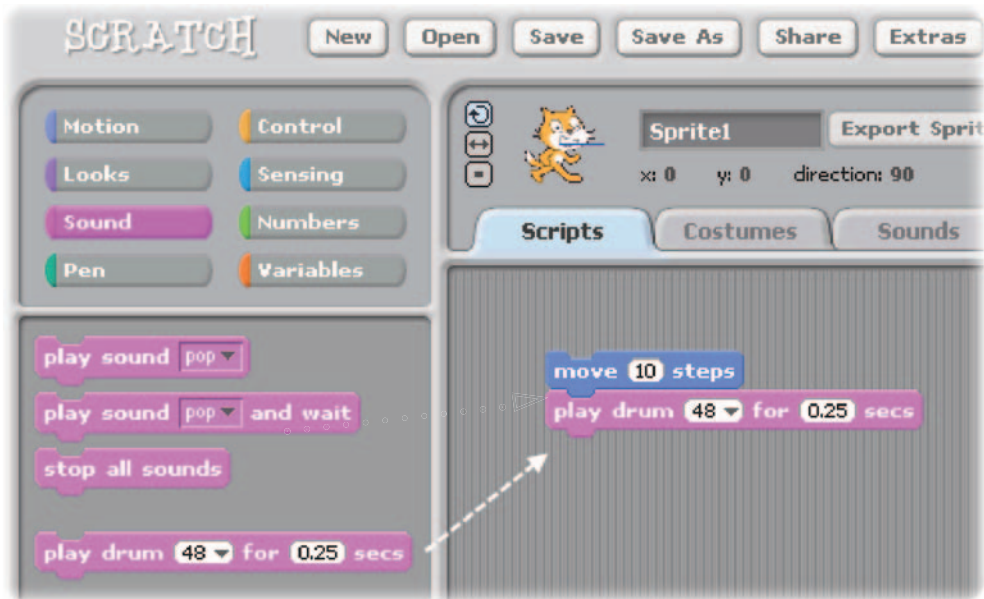 SCRATCH New Open Save Save As Share Extras
Motion Control
Looks Sensing
Sound Numbers
Pen Variables
Sprite1 Export Sprit
x: 0 y: 0 direction: 90
Scripts Costumes Sounds
play sound pop
play sound pop and wait
stop all sounds
play drum 48 for 0.25 secs
move 10 steps
play drum 48 for 0.25 secs